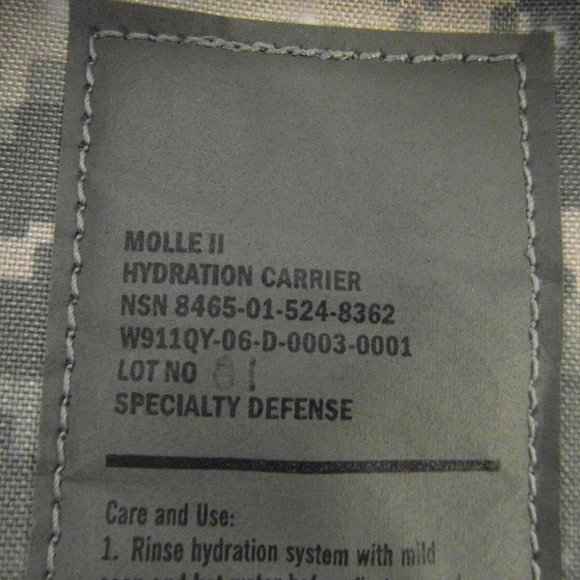 MOLLE II
HYDRATION CARRIER
NSN 8465-01-524-8362
W911QY-06-D-0003-0001
LOT NO 01
SPECIALTY DEFENSE
Care and Use:
1. Rinse hydration system with mild